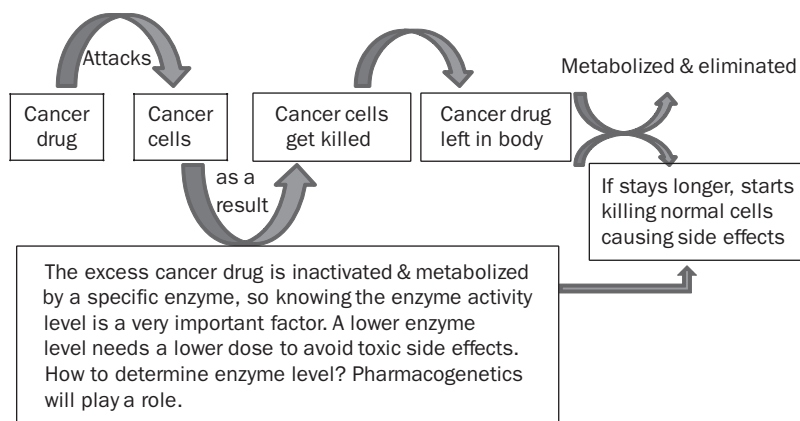 Attacks
Metabolized & eliminated
Cancer
drug
Cancer
cells
Cancer cells
get killed
Cancer drug
left in body
as a
result
If stays longer, starts
killing normal cells
causing side effects
The excess cancer drug is inactivated & metabolized
by a specific enzyme, so knowing the enzyme activity
level is a very important factor. A lower enzyme
level needs a lower dose to avoid toxic side effects.
How to determine enzyme level? Pharmacogenetics
will play a role.